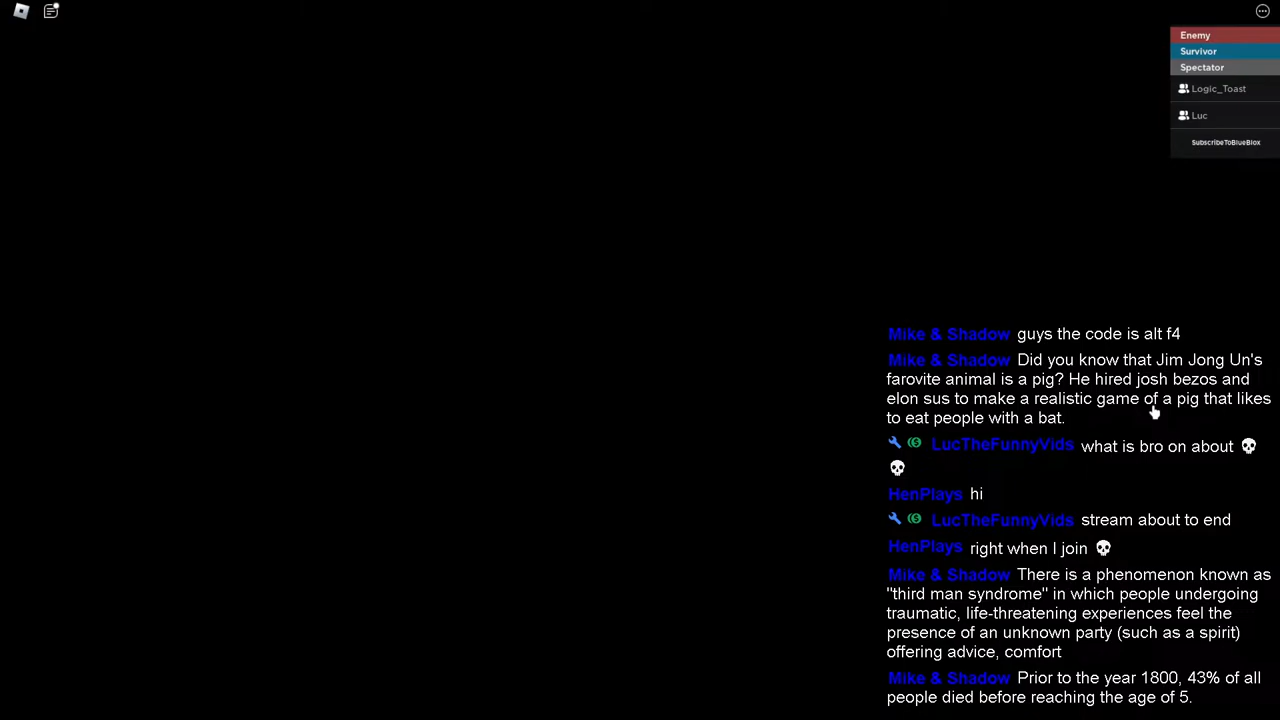 Enemy
Survivor
Spectator
Logic_Toast
Luc
SubscribeToBlueBlox
Mike & Shadow guys the code is alt f4
Mike & Shadow Did you know that Jim Jong Un's
farovite animal is a pig? He hired josh bezos and
elon sus to make a realistic game of a pig that likes
to eat people with a bat.
LucTheFunnyVids what is bro on about 💀
💀
HenPlays hi
LucTheFunnyVids stream about to end
HenPlays right when I join 💀
Mike & Shadow There is a phenomenon known as
"third man syndrome" in which people undergoing
traumatic, life-threatening experiences feel the
presence of an unknown party (such as a spirit)
offering advice, comfort
Mike & Shadow Prior to the year 1800, 43% of all
people died before reaching the age of 5.